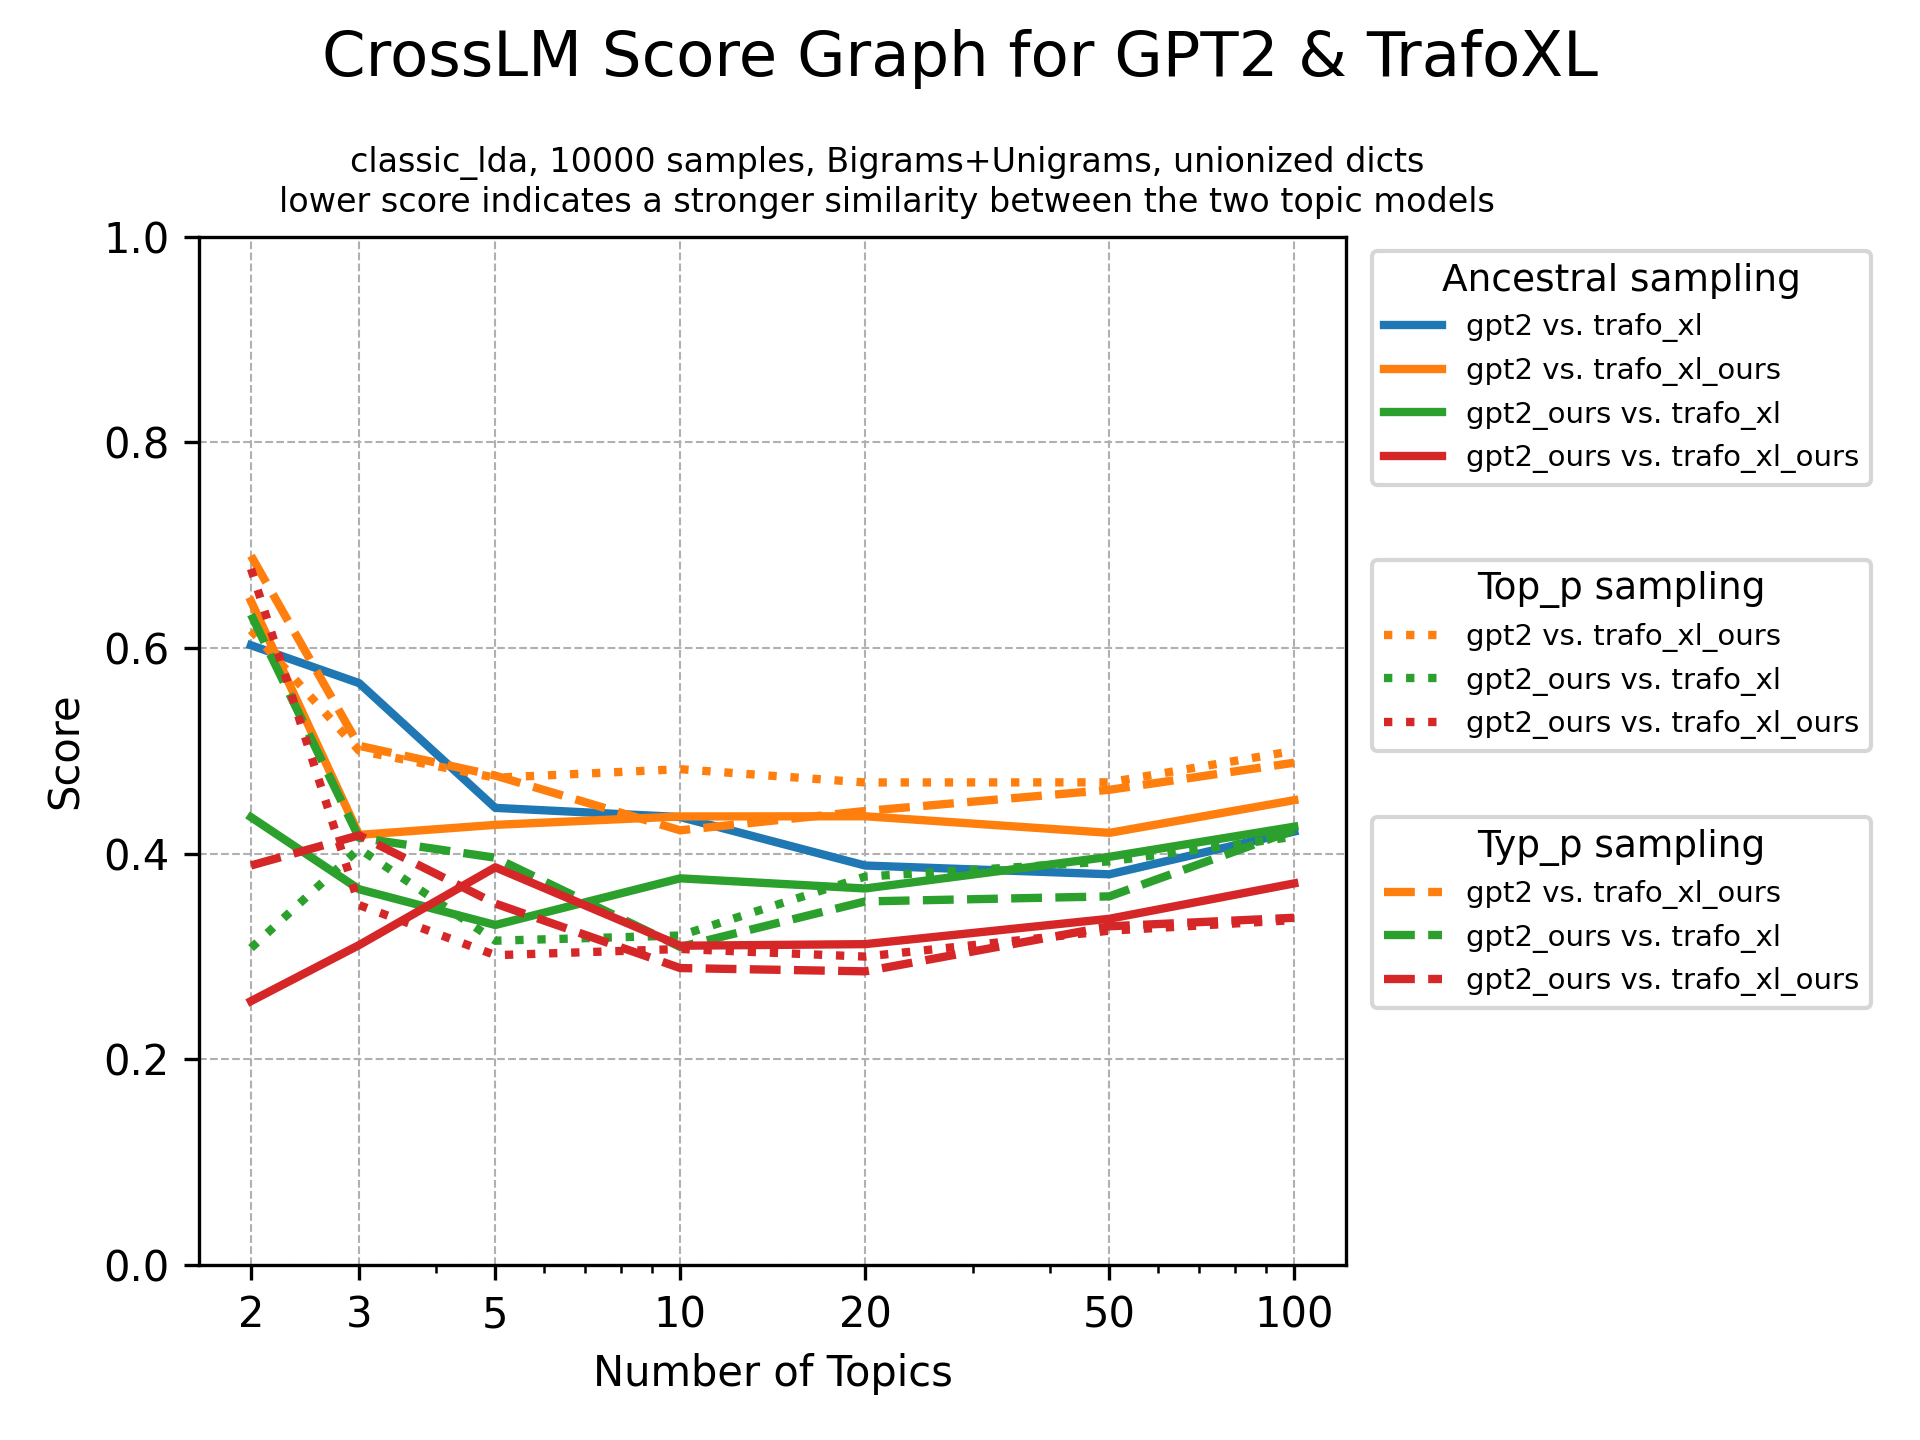 CrossLM Score Graph for GPT2 & TrafoXL
classic_lda, 10000 samples, Bigrams+Unigrams, unionized dicts
lower score indicates a stronger similarity between the two topic models
1.0
0.8
0.6
0.4
0.2
0.0
Score
2 3 5 10 20 50 100
Number of Topics
Ancestral sampling
gpt2 vs. trafo_xl
gpt2 vs. trafo_xl_ours
gpt2_ours vs. trafo_xl
gpt2_ours vs. trafo_xl_ours
Top_p sampling
gpt2 vs. trafo_xl_ours
gpt2_ours vs. trafo_xl
gpt2_ours vs. trafo_xl_ours
Typ_p sampling
gpt2 vs. trafo_xl_ours
gpt2_ours vs. trafo_xl
gpt2_ours vs. trafo_xl_ours